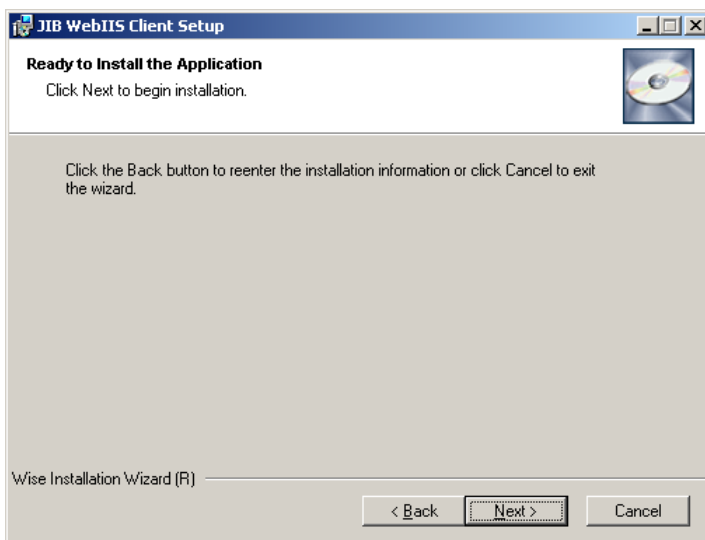 JIB WebIIS Client Setup
Ready to Install the Application
Click Next to begin installation.
Click the Back button to reenter the installation information or click Cancel to exit
the wizard.
Wise Installation Wizard (R)
< Back Next > Cancel